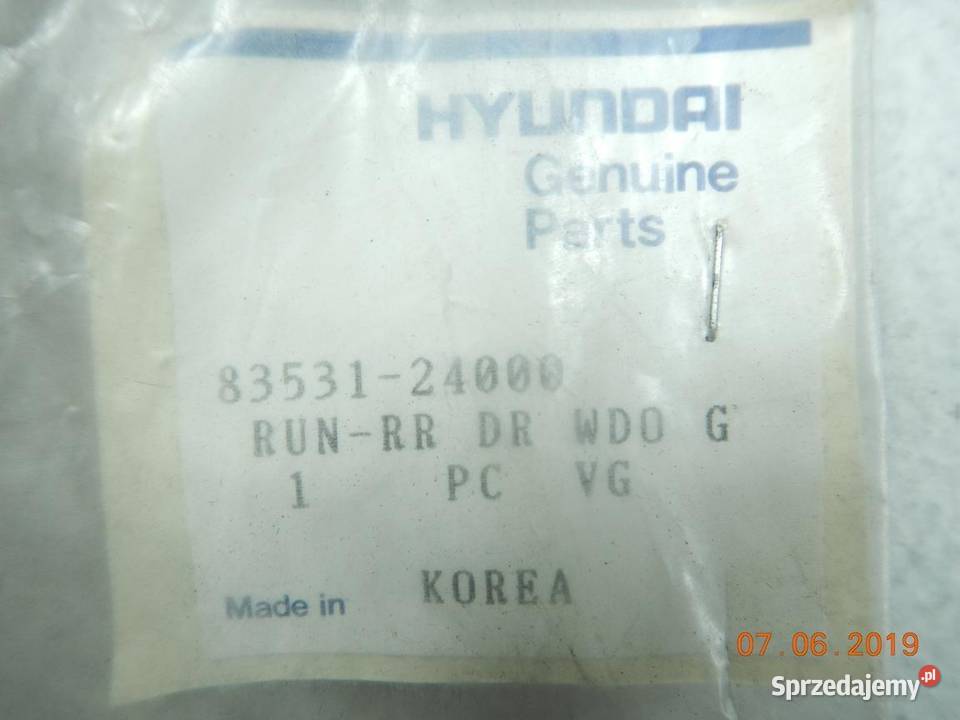 HYUNDAI
Genuine
Parts
83531-24000
RUN-RR DR WDO G
1 PC VG
Made in KOREA
07.06.2019
Sprzedajemy.pl